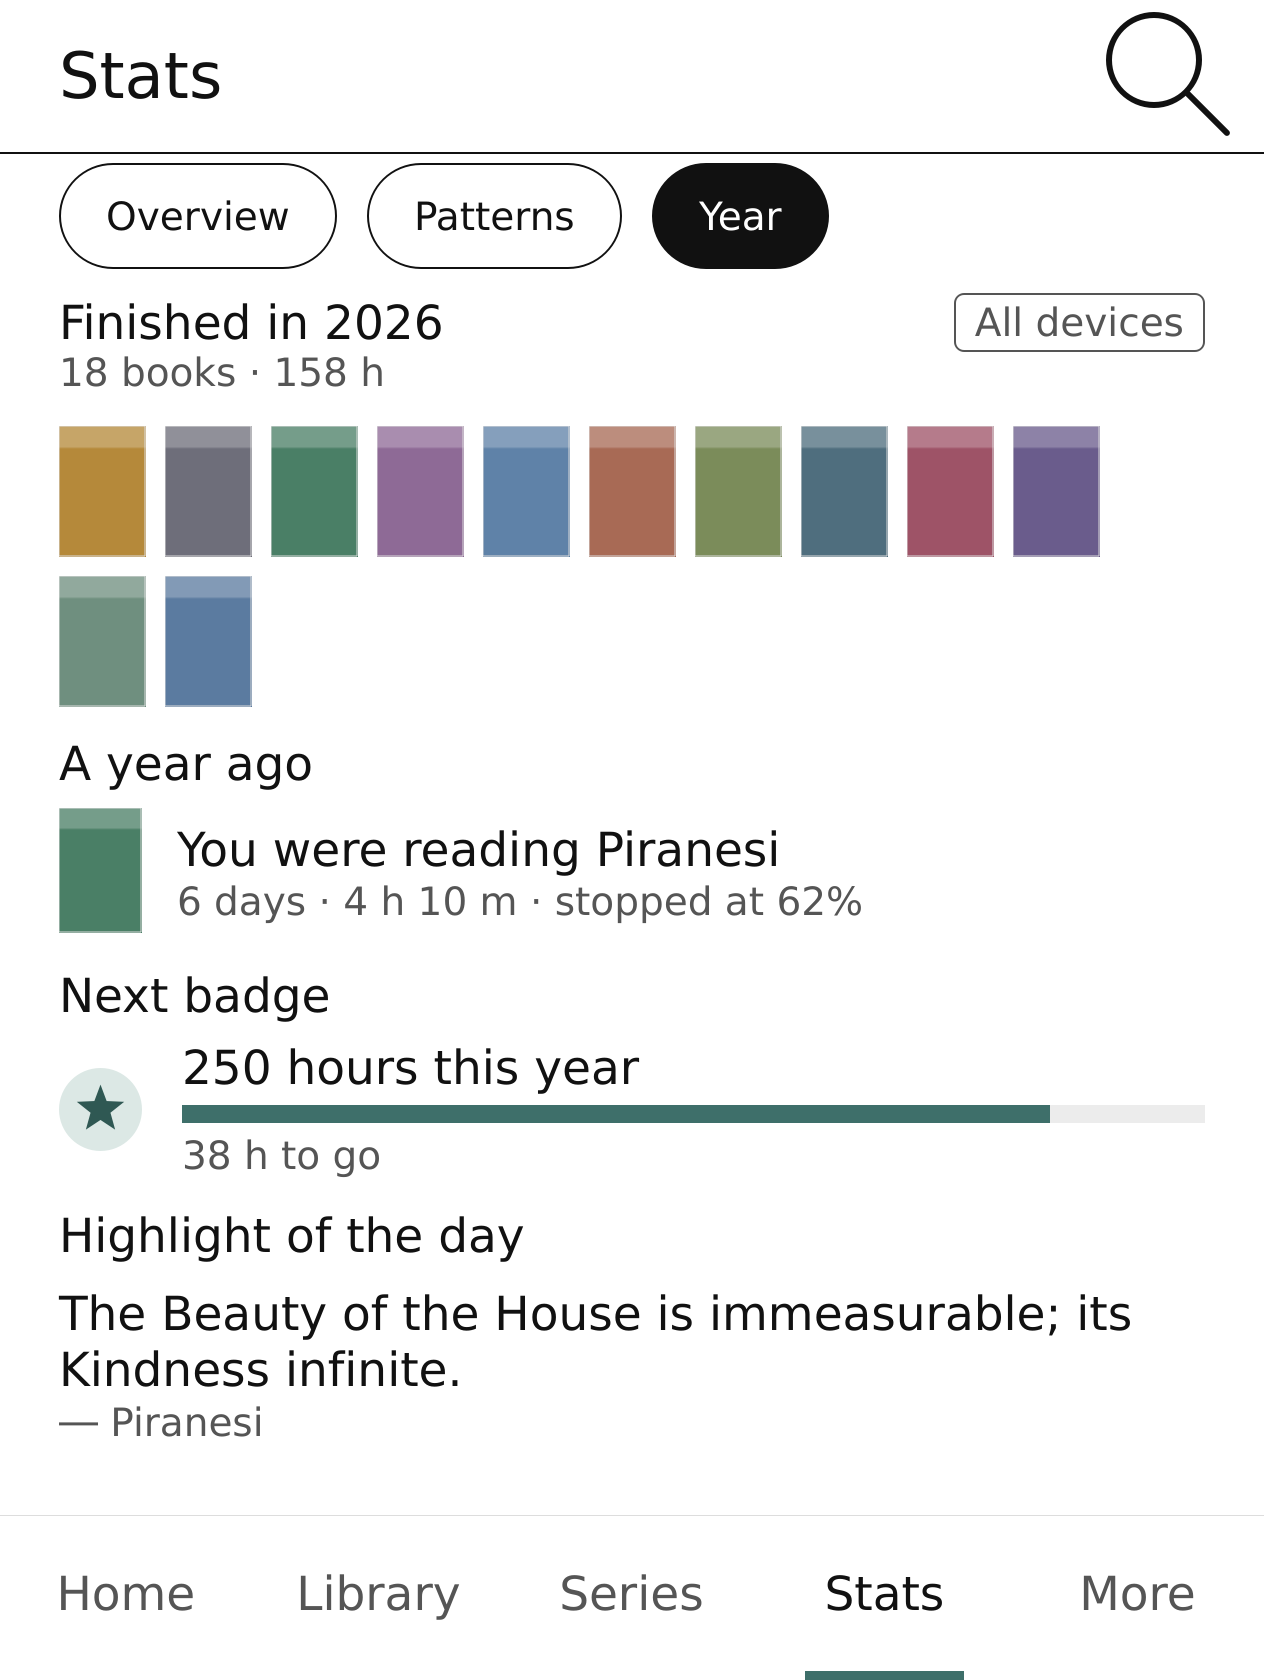 Stats
Overview
Patterns
Year
Finished in 2026
All devices
18 books · 158 h
A year ago
You were reading Piranesi
6 days · 4 h 10 m · stopped at 62%
Next badge
250 hours this year
38 h to go
Highlight of the day
The Beauty of the House is immeasurable; its
Kindness infinite.
— Piranesi
Home
Library
Series
Stats
More